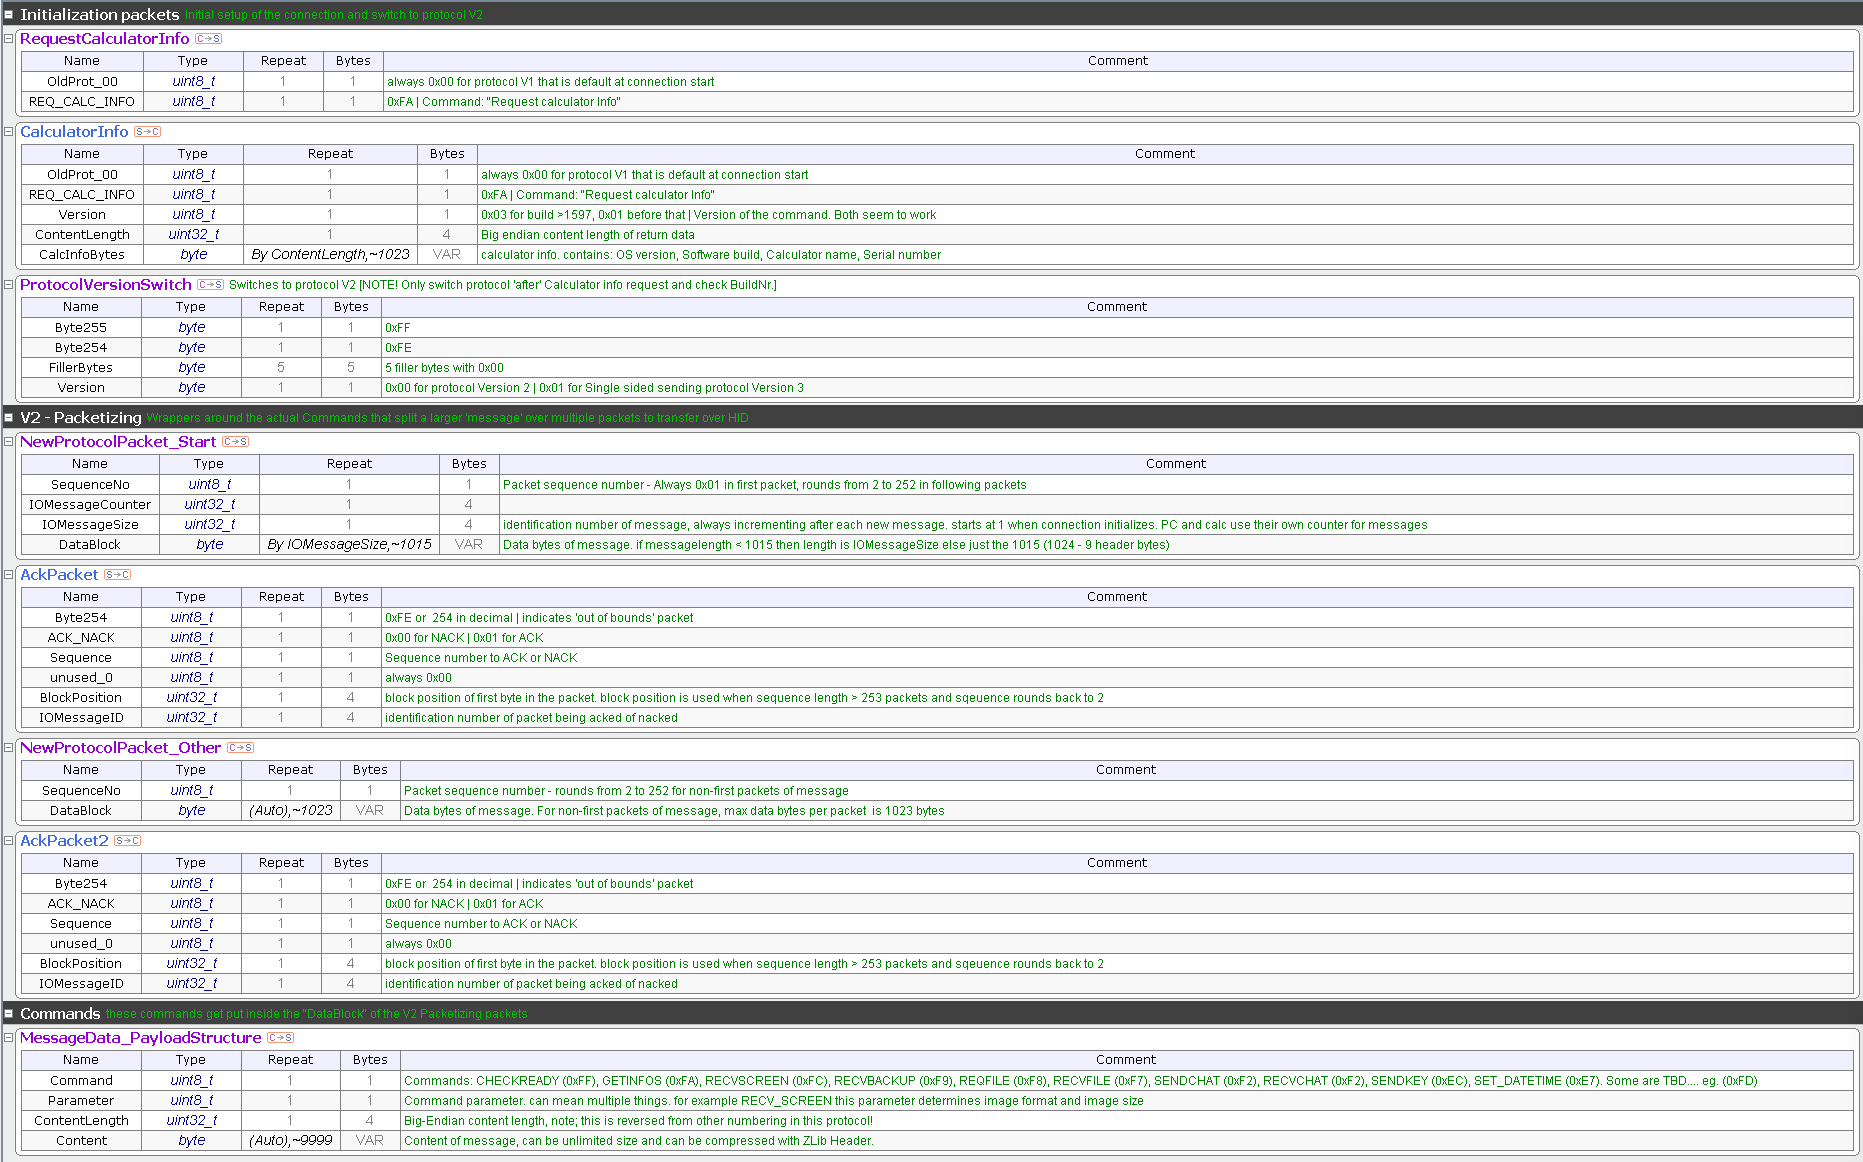 Initialization packets Initial setup of the connection and switch to protocol V2
RequestCalculatorInfo C→S
Name Type Repeat Bytes Comment
OldProt_00 uint8_t 1 1 always 0x00 for protocol V1 that is default at connection start
REQ_CALC_INFO uint8_t 1 1 0xFA | Command: "Request calculator Info"
CalculatorInfo S→C
Name Type Repeat Bytes Comment
OldProt_00 uint8_t 1 1 always 0x00 for protocol V1 that is default at connection start
REQ_CALC_INFO uint8_t 1 1 0xFA | Command: "Request calculator Info"
Version uint8_t 1 1 0x03 for build >1597, 0x01 before that | Version of the command. Both seem to work
ContentLength uint32_t 1 4 Big endian content length of return data
CalcInfoBytes byte By ContentLength,~1023 VAR calculator info. contains: OS version, Software build, Calculator name, Serial number
ProtocolVersionSwitch C→S Switches to protocol V2 [NOTE! Only switch protocol 'after' Calculator info request and check BuildNr.]
Name Type Repeat Bytes Comment
Byte255 byte 1 1 0xFF
Byte254 byte 1 1 0xFE
FillerBytes byte 5 5 5 filler bytes with 0x00
Version byte 1 1 0x00 for protocol Version 2 | 0x01 for Single sided sending protocol Version 3
V2 - Packetizing Wrappers around the actual Commands that split a larger 'message' over multiple packets to transfer over HID
NewProtocolPacket_Start C→S
Name Type Repeat Bytes Comment
SequenceNo uint8_t 1 1 Packet sequence number - Always 0x01 in first packet, rounds from 2 to 252 in following packets
IOMessageCounter uint32_t 1 4
IOMessageSize uint32_t 1 4 identification number of message, always incrementing after each new message. starts at 1 when connection initializes. PC and calc use their own counter for messages
DataBlock byte By IOMessageSize,~1015 VAR Data bytes of message. if messagelength < 1015 then length is IOMessageSize else just the 1015 (1024 - 9 header bytes)
AckPacket S→C
Name Type Repeat Bytes Comment
Byte254 uint8_t 1 1 0xFE or 254 in decimal | indicates 'out of bounds' packet
ACK_NACK uint8_t 1 1 0x00 for NACK | 0x01 for ACK
Sequence uint8_t 1 1 Sequence number to ACK or NACK
unused_0 uint8_t 1 1 always 0x00
BlockPosition uint32_t 1 4 block position of first byte in the packet. block position is used when sequence length > 253 packets and sqeuence rounds back to 2
IOMessageID uint32_t 1 4 identification number of packet being acked of nacked
NewProtocolPacket_Other C→S
Name Type Repeat Bytes Comment
SequenceNo uint8_t 1 1 Packet sequence number - rounds from 2 to 252 for non-first packets of message
DataBlock byte (Auto),~1023 VAR Data bytes of message. For non-first packets of message, max data bytes per packet is 1023 bytes
AckPacket2 S→C
Name Type Repeat Bytes Comment
Byte254 uint8_t 1 1 0xFE or 254 in decimal | indicates 'out of bounds' packet
ACK_NACK uint8_t 1 1 0x00 for NACK | 0x01 for ACK
Sequence uint8_t 1 1 Sequence number to ACK or NACK
unused_0 uint8_t 1 1 always 0x00
BlockPosition uint32_t 1 4 block position of first byte in the packet. block position is used when sequence length > 253 packets and sqeuence rounds back to 2
IOMessageID uint32_t 1 4 identification number of packet being acked of nacked
Commands these commands get put inside the "DataBlock" of the V2 Packetizing packets
MessageData_PayloadStructure C→S
Name Type Repeat Bytes Comment
Command uint8_t 1 1 Commands: CHECKREADY (0xFF), GETINFOS (0xFA), RECVSCREEN (0xFC), RECVBACKUP (0xF9), REQFILE (0xF8), RECVFILE (0xF7), SENDCHAT (0xF2), RECVCHAT (0xF2), SENDKEY (0xEC), SET_DATETIME (0xE7). Some are TBD.... eg. (0xFD)
Parameter uint8_t 1 1 Command parameter. can mean multiple things. for example RECV_SCREEN this parameter determines image format and image size
ContentLength uint32_t 1 4 Big-Endian content length, note; this is reversed from other numbering in this protocol!
Content byte (Auto),~9999 VAR Content of message, can be unlimited size and can be compressed with ZLib Header.